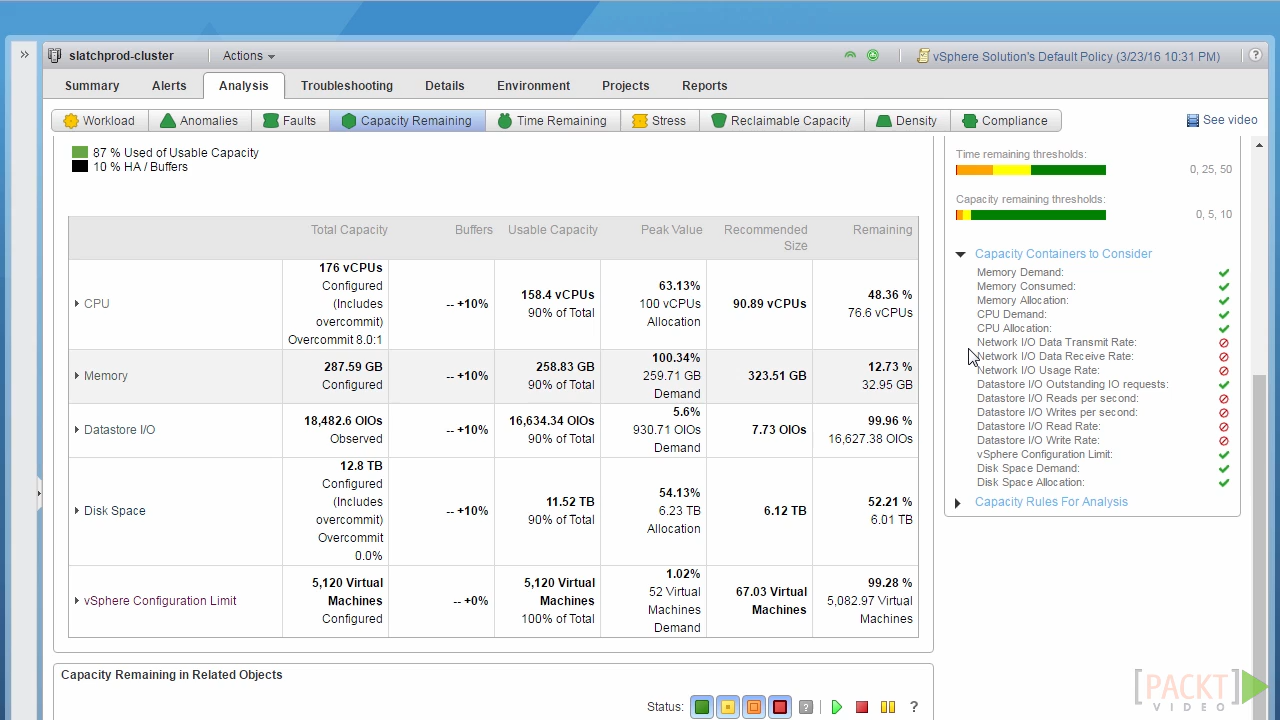 slatchprod-cluster
Actions
vSphere Solution's Default Policy (3/23/16 10:31 PM)
Summary Alerts Analysis Troubleshooting Details Environment Projects Reports
Workload Anomalies Faults Capacity Remaining Time Remaining Stress Reclaimable Capacity Density Compliance
See video
87 % Used of Usable Capacity
10 % HA / Buffers
Total Capacity Buffers Usable Capacity Peak Value Recommended Size Remaining
CPU
176 vCPUs
Configured
(Includes
overcommit)
Overcommit 8.0:1
-- +10%
158.4 vCPUs
90% of Total
63.13%
100 vCPUs
Allocation
90.89 vCPUs
48.36 %
76.6 vCPUs
Memory
287.59 GB
Configured
-- +10%
258.83 GB
90% of Total
100.34%
259.71 GB
Demand
323.51 GB
12.73 %
32.95 GB
Datastore I/O
18,482.6 OIOs
Observed
-- +10%
16,634.34 OIOs
90% of Total
5.6%
930.71 OIOs
Demand
7.73 OIOs
99.96 %
16,627.38 OIOs
Disk Space
12.8 TB
Configured
(Includes
overcommit)
Overcommit
0.0%
-- +10%
11.52 TB
90% of Total
54.13%
6.23 TB
Allocation
6.12 TB
52.21 %
6.01 TB
vSphere Configuration Limit
5,120 Virtual
Machines
Configured
-- +0%
5,120 Virtual
Machines
100% of Total
1.02%
52 Virtual
Machines
Demand
67.03 Virtual
Machines
99.28 %
5,082.97 Virtual
Machines
Time remaining thresholds:
0, 25, 50
Capacity remaining thresholds:
0, 5, 10
Capacity Containers to Consider
Memory Demand:
Memory Consumed:
Memory Allocation:
CPU Demand:
CPU Allocation:
Network I/O Data Transmit Rate:
Network I/O Data Receive Rate:
Network I/O Usage Rate:
Datastore I/O Outstanding IO requests:
Datastore I/O Reads per second:
Datastore I/O Writes per second:
Datastore I/O Read Rate:
Datastore I/O Write Rate:
vSphere Configuration Limit:
Disk Space Demand:
Disk Space Allocation:
Capacity Rules For Analysis
Capacity Remaining in Related Objects
Status:
[PACKT]
VIDEO